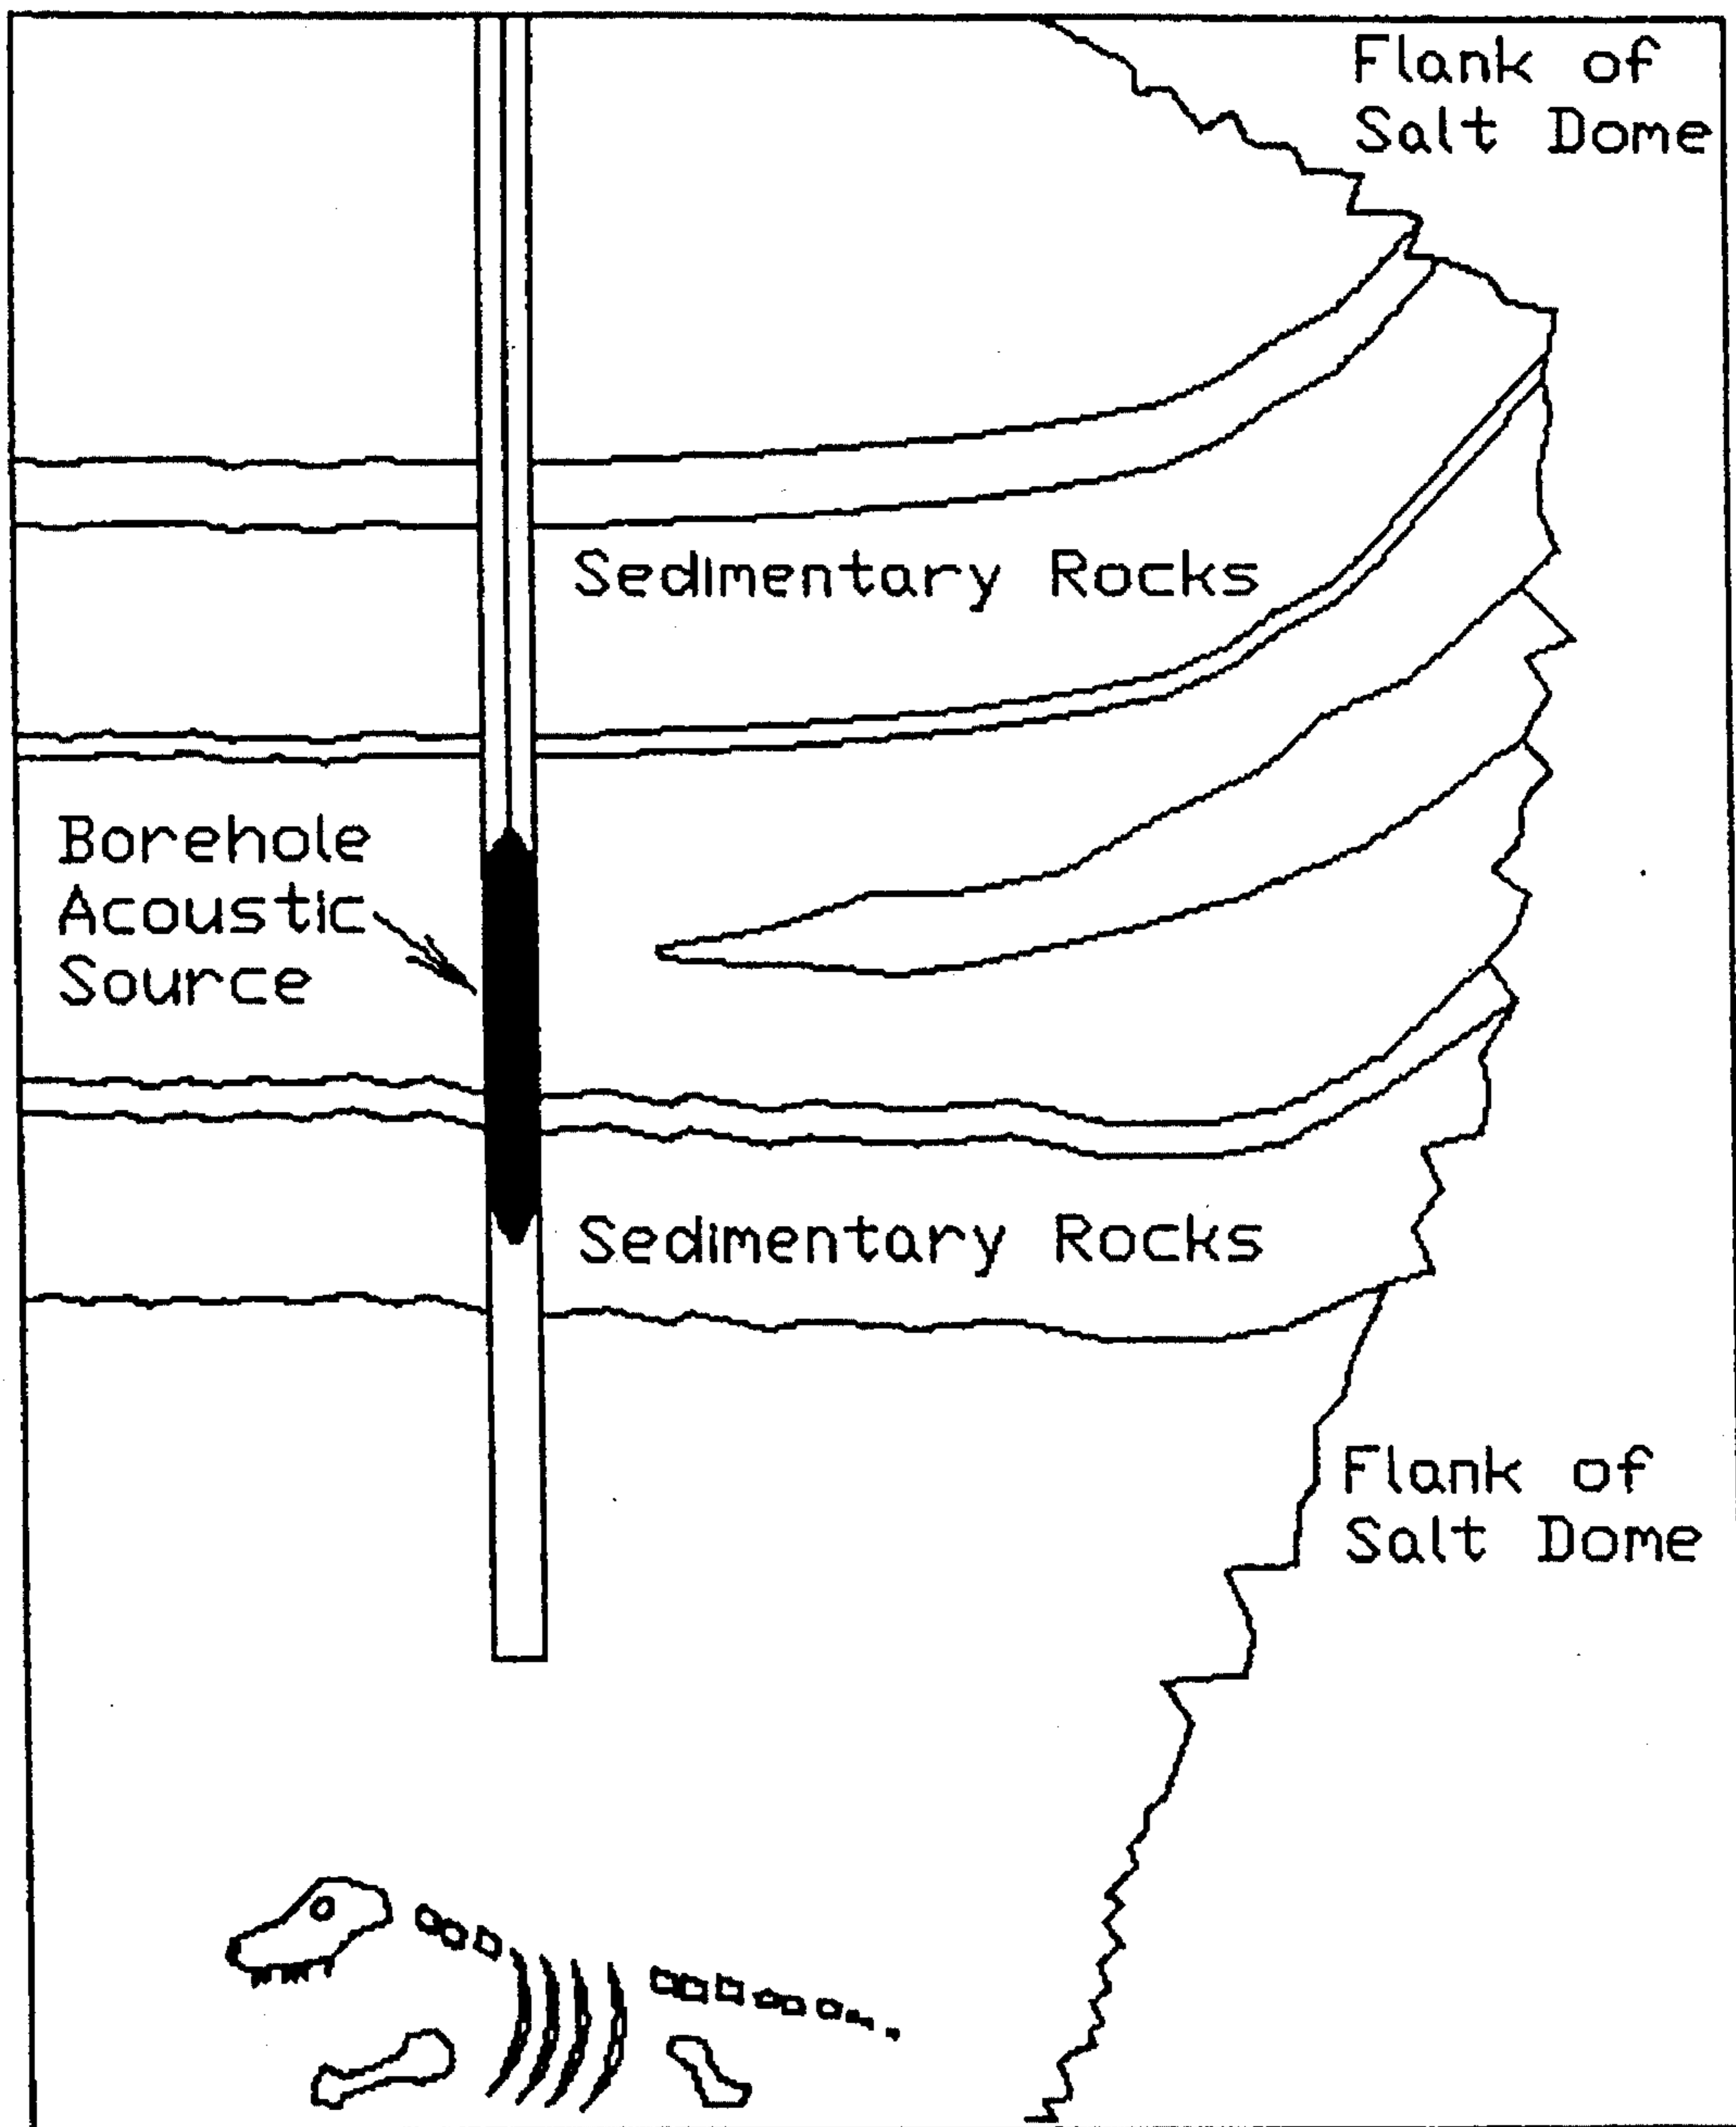 Flank of
Salt Dome
Sedimentary Rocks
Borehole
Acoustic
Source
Sedimentary Rocks
Flank of
Salt Dome